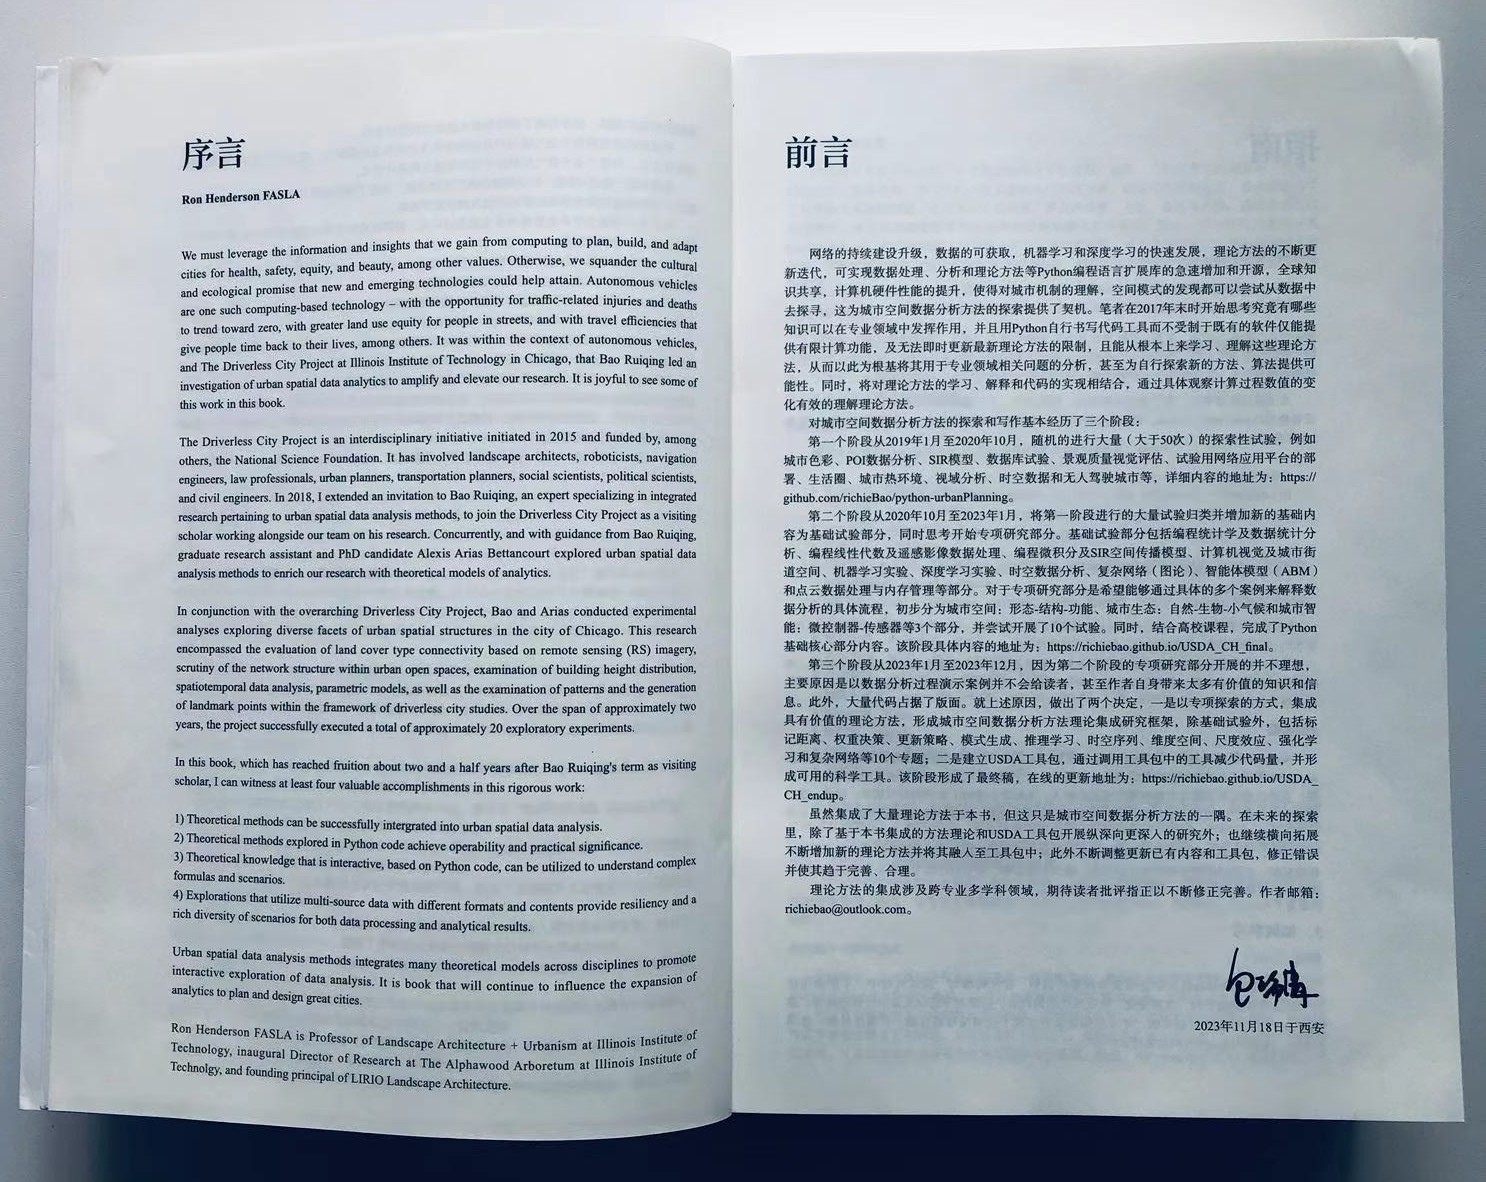 序言
Ron Henderson FASLA
We must leverage the information and insights that we gain from computing to plan, build, and adapt
cities for health, safety, equity, and beauty, among other values. Otherwise, we squander the cultural
and ecological promise that new and emerging technologies could help attain. Autonomous vehicles
are one such computing-based technology – with the opportunity for traffic-related injuries and deaths
to trend toward zero, with greater land use equity for people in streets, and with travel efficiencies that
give people time back to their lives, among others. It was within the context of autonomous vehicles,
and The Driverless City Project at Illinois Institute of Technology in Chicago, that Bao Ruiqing led an
investigation of urban spatial data analytics to amplify and elevate our research. It is joyful to see some of
this work in this book.
The Driverless City Project is an interdisciplinary initiative initiated in 2015 and funded by, among
others, the National Science Foundation. It has involved landscape architects, roboticists, navigation
engineers, law professionals, urban planners, transportation planners, social scientists, political scientists,
and civil engineers. In 2018, I extended an invitation to Bao Ruiqing, an expert specializing in integrated
research pertaining to urban spatial data analysis methods, to join the Driverless City Project as a visiting
scholar working alongside our team on his research. Concurrently, and with guidance from Bao Ruiqing,
graduate research assistant and PhD candidate Alexis Arias Bettancourt explored urban spatial data
analysis methods to enrich our research with theoretical models of analytics.
In conjunction with the overarching Driverless City Project, Bao and Arias conducted experimental
analyses exploring diverse facets of urban spatial structures in the city of Chicago. This research
encompassed the evaluation of land cover type connectivity based on remote sensing (RS) imagery,
scrutiny of the network structure within urban open spaces, examination of building height distribution,
spatiotemporal data analysis, parametric models, as well as the examination of patterns and the generation
of landmark points within the framework of driverless city studies. Over the span of approximately two
years, the project successfully executed a total of approximately 20 exploratory experiments.
In this book, which has reached fruition about two and a half years after Bao Ruiqing's term as visiting
scholar, I can witness at least four valuable accomplishments in this rigorous work:
1) Theoretical methods can be successfully intergrated into urban spatial data analysis.
2) Theoretical methods explored in Python code achieve operability and practical significance.
3) Theoretical knowledge that is interactive, based on Python code, can be utilized to understand complex
formulas and scenarios.
4) Explorations that utilize multi-source data with different formats and contents provide resiliency and a
rich diversity of scenarios for both data processing and analytical results.
Urban spatial data analysis methods integrates many theoretical models across disciplines to promote
interactive exploration of data analysis. It is book that will continue to influence the expansion of
analytics to plan and design great cities.
Ron Henderson FASLA is Professor of Landscape Architecture + Urbanism at Illinois Institute of
Technology, inaugural Director of Research at The Alphawood Arboretum at Illinois Institute of
Technolgy, and founding principal of LIRIO Landscape Architecture.
前言
网络的持续建设升级，数据的可获取，机器学习和深度学习的快速发展，理论方法的不断更
新迭代，可实现数据处理、分析和理论方法等Python编程语言扩展库的急速增加和开源，全球知
识共享，计算机硬件性能的提升，使得对城市机制的理解，空间模式的发现都可以尝试从数据中
去探寻，这为城市空间数据分析方法的探索提供了契机。笔者在2017年末时开始思考究竟有哪些
知识可以在专业领域中发挥作用，并且用Python自行书写代码工具而不受制于既有的软件仅能提
供有限计算功能，及无法即时更新最新理论方法的限制，且能从根本上来学习、理解这些理论方
法，从而以此为根基将其用于专业领域相关问题的分析，甚至为自行探索新的方法、算法提供可
能性。同时，将对理论方法的学习、解释和代码的实现相结合，通过具体观察计算过程数值的变
化有效的理解理论方法。
对城市空间数据分析方法的探索和写作基本经历了三个阶段：
第一个阶段从2019年1月至2020年10月，随机的进行大量（大于50次）的探索性试验，例如
城市色彩、POI数据分析、SIR模型、数据库试验、景观质量视觉评估、试验用网络应用平台的部
署、生活圈、城市热环境、视域分析、时空数据和无人驾驶城市等，详细内容的地址为：https://
github.com/richieBao/python-urbanPlanning。
第二个阶段从2020年10月至2023年1月，将第一阶段进行的大量试验归类并增加新的基础内
容为基础试验部分，同时思考开始专项研究部分。基础试验部分包括编程统计学及数据统计分
析、编程线性代数及遥感影像数据处理、编程微积分及SIR空间传播模型、计算机视觉及城市街
道空间、机器学习实验、深度学习实验、时空数据分析、复杂网络（图论）、智能体模型（ABM）
和点云数据处理与内存管理等部分。对于专项研究部分是希望能够通过具体的多个案例来解释数
据分析的具体流程，初步分为城市空间：形态-结构-功能、城市生态：自然-生物-小气候和城市智
能：微控制器-传感器等3个部分，并尝试开展了10个试验。同时，结合高校课程，完成了Python
基础核心部分内容。该阶段具体内容的地址为：https://richiebao.github.io/USDA_CH_final。
第三个阶段从2023年1月至2023年12月，因为第二个阶段的专项研究部分开展的并不理想，
主要原因是以数据分析过程演示案例并不会给读者，甚至作者自身带来太多有价值的知识和信
息。此外，大量代码占据了版面。就上述原因，做出了两个决定，一是以专项探索的方式，集成
具有价值的理论方法，形成城市空间数据分析方法理论集成研究框架，除基础试验外，包括标
记距离、权重决策、更新策略、模式生成、推理学习、时空序列、维度空间、尺度效应、强化学
习和复杂网络等10个专题；二是建立USDA工具包，通过调用工具包中的工具减少代码量，并形
成可用的科学工具。该阶段形成了最终稿，在线的更新地址为：https://richiebao.github.io/USDA_
CH_endup。
虽然集成了大量理论方法于本书，但这只是城市空间数据分析方法的一隅。在未来的探索
里，除了基于本书集成的方法理论和USDA工具包开展纵深向更深入的研究外；也继续横向拓展
不断增加新的理论方法并将其融入至工具包中；此外不断调整更新已有内容和工具包，修正错误
并使其趋于完善、合理。
理论方法的集成涉及跨专业多学科领域，期待读者批评指正以不断修正完善。作者邮箱：
richiebao@outlook.com。
2023年11月18日于西安